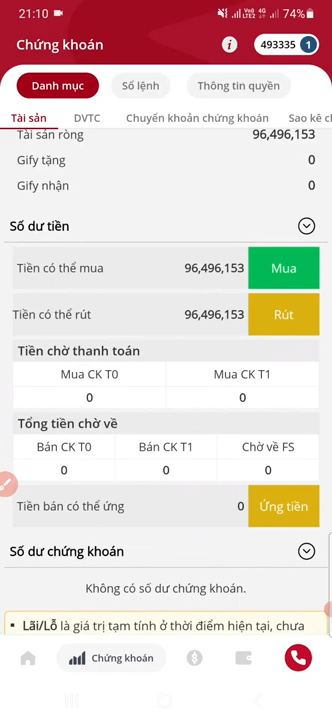 21:10 74%
Chứng khoán 493335 1
Danh mục Sổ lệnh Thông tin quyền
Tài sản DVTC Chuyển khoản chứng khoán Sao kê
Tài sản ròng 96,496,153
Gify tặng 0
Gify nhận 0
Số dư tiền
Tiền có thể mua 96,496,153 Mua
Tiền có thể rút 96,496,153 Rút
Tiền chờ thanh toán
Mua CK T0 Mua CK T1
0 0
Tổng tiền chờ về
Bán CK T0 Bán CK T1 Chờ về FS
0 0 0
Tiền bán có thể ứng 0 Ứng tiền
Số dư chứng khoán
Không có số dư chứng khoán.
▪ Lãi/Lỗ là giá trị tạm tính ở thời điểm hiện tại, chưa
Chứng khoán